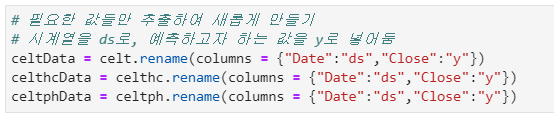 # 필요한 값들만 추출하여 새롭게 만들기
# 시계열을 ds로, 예측하고자 하는 값을 y로 넣어둠
celtData = celt.rename(columns = {"Date":"ds","Close":"y"})
celthcData = celthc.rename(columns = {"Date":"ds","Close":"y"})
celtphData = celtph.rename(columns = {"Date":"ds","Close":"y"})